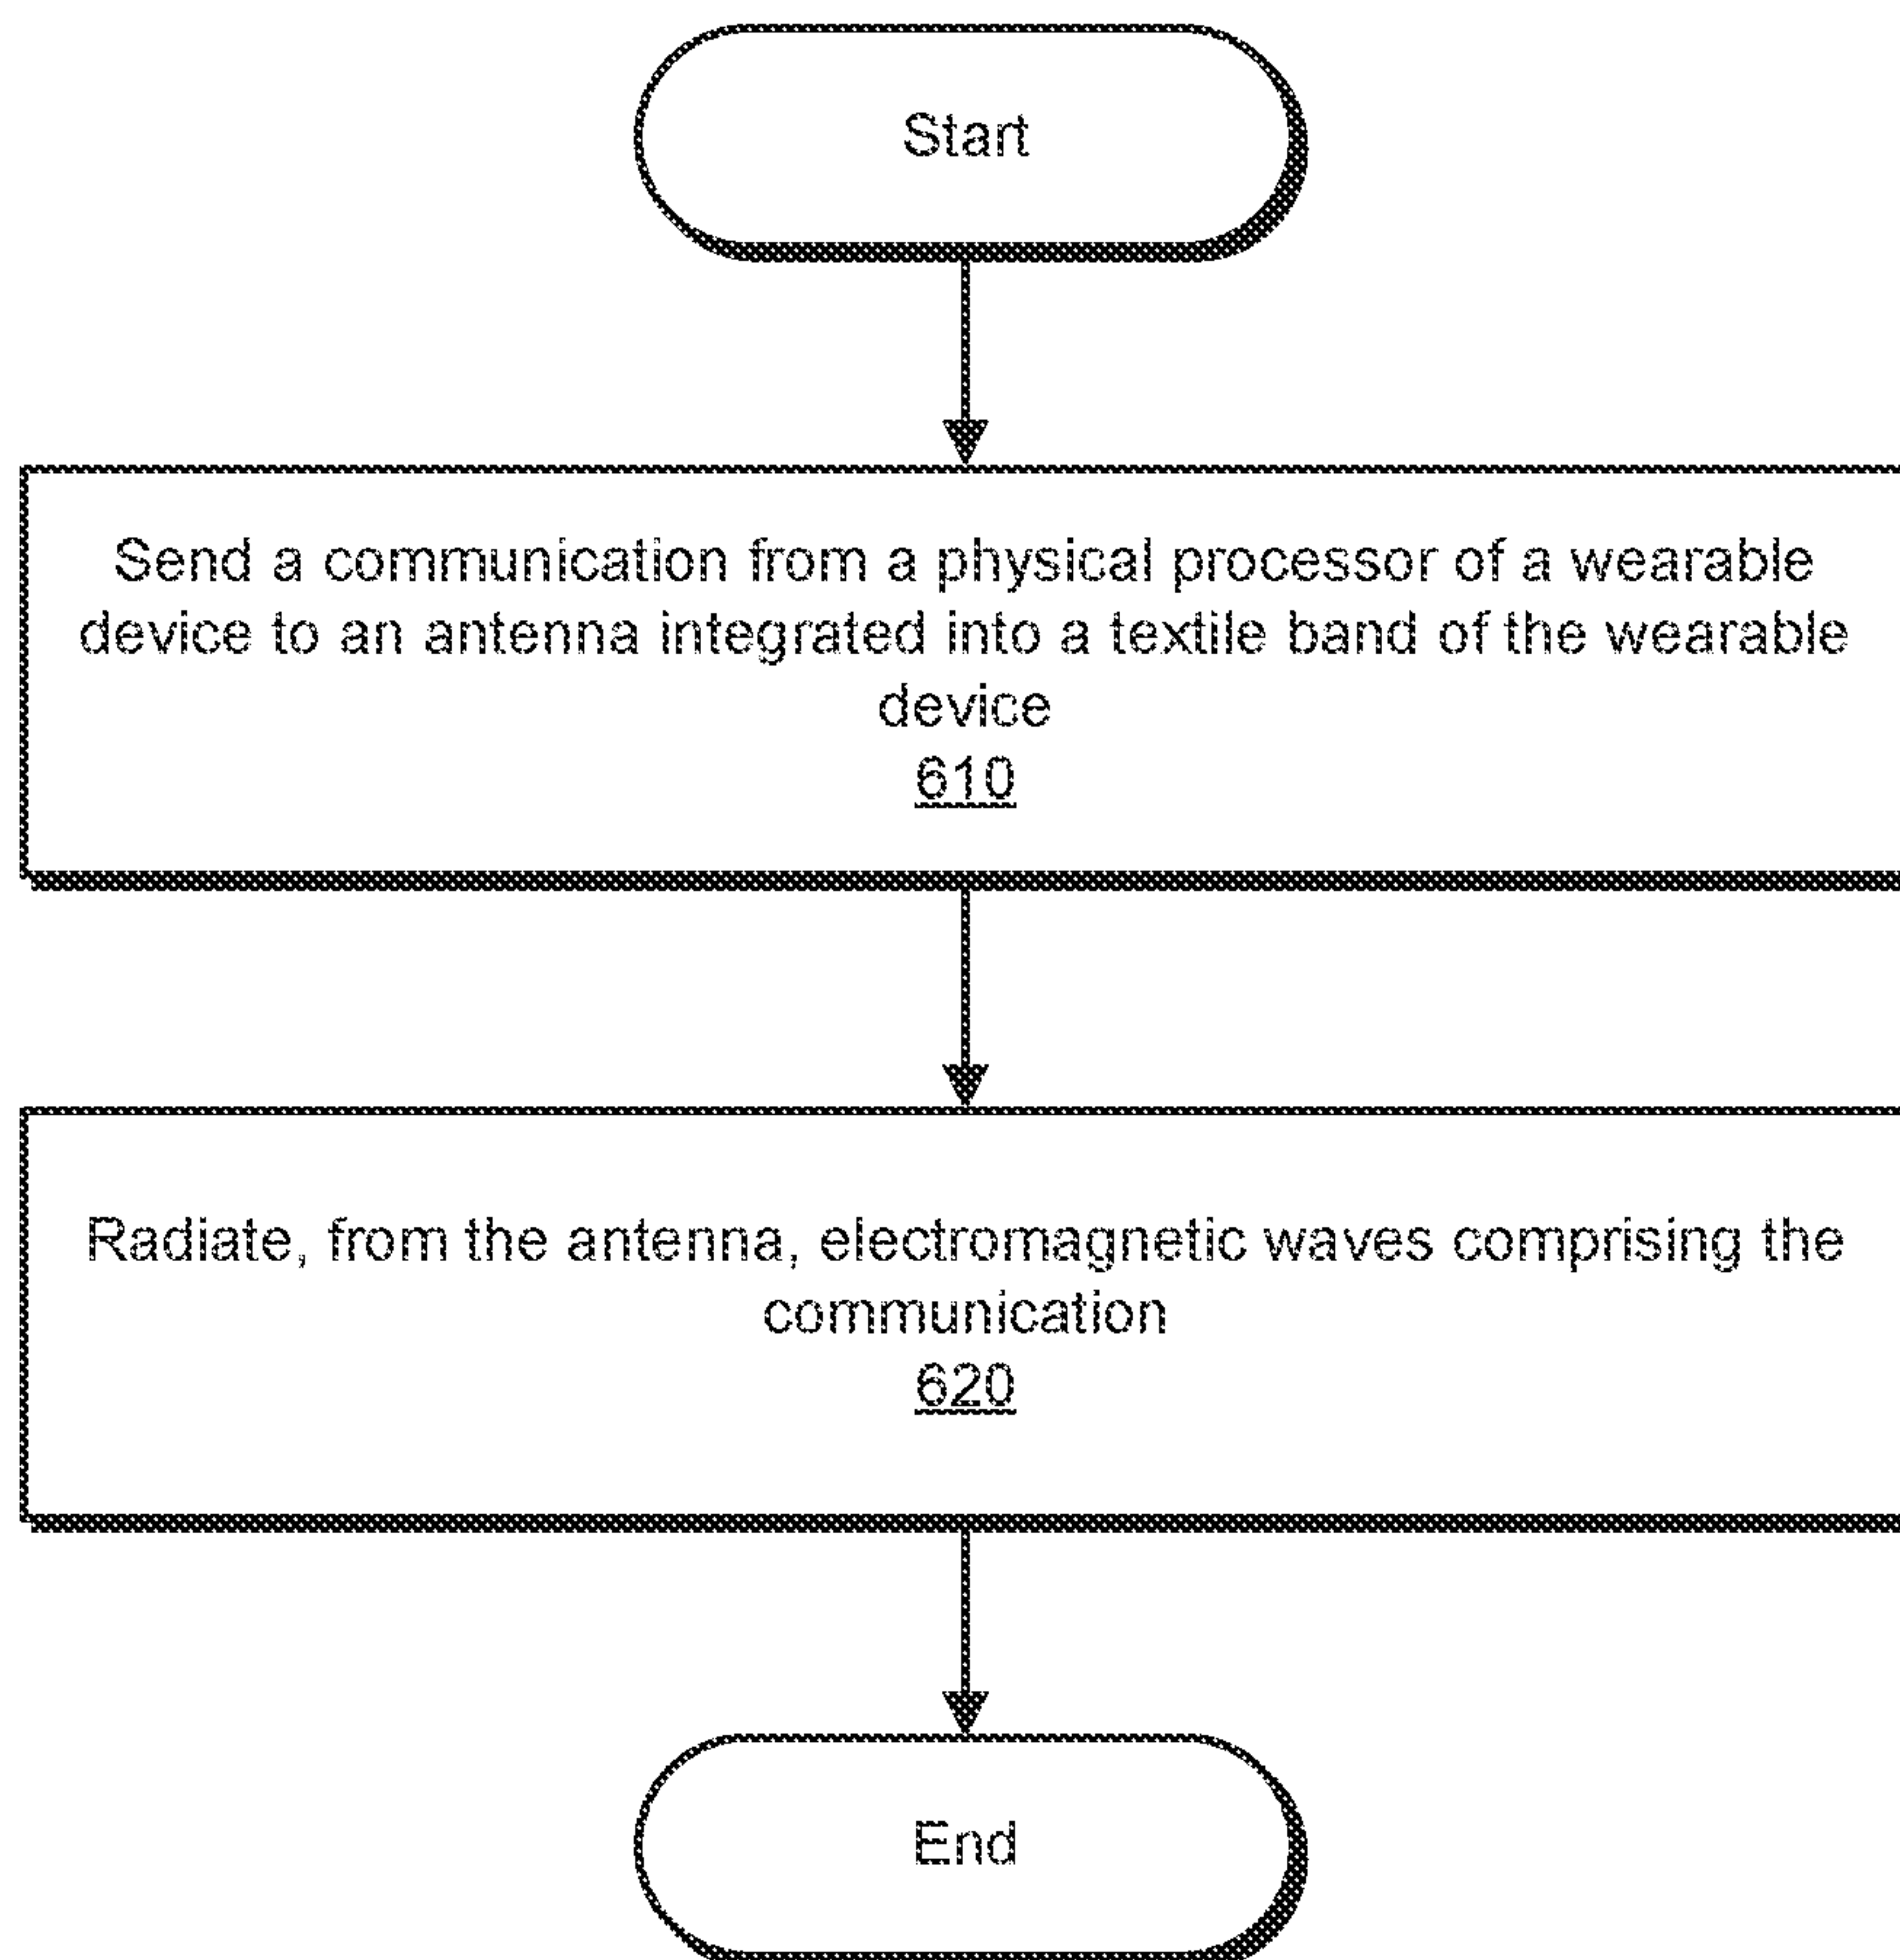 Start
Send a communication from a physical processor of a wearable
device to an antenna integrated into a textile band of the wearable
device
610
Radiate, from the antenna, electromagnetic waves comprising the
communication
620
End